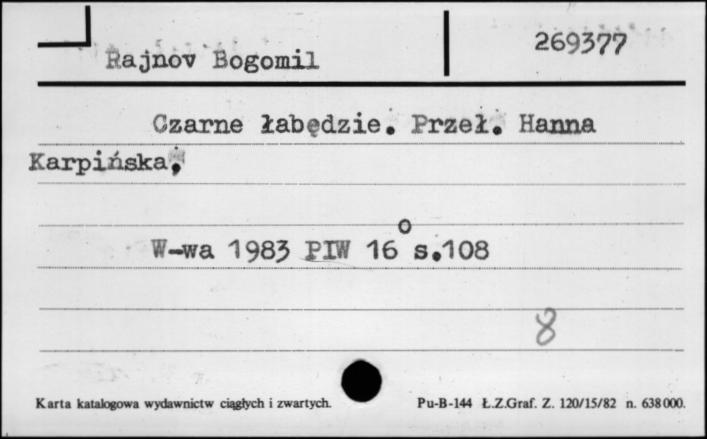 Rajnov Bogomil
269377
Czarne łabędzie. Przeł. Hanna
Karpińska,
W-wa 1983 PIW 16° s.108
8
Karta katalogowa wydawnictw ciągłych i zwartych.
Pu-B-144 Ł.Z.Graf. Z. 120/15/82 n. 638000.